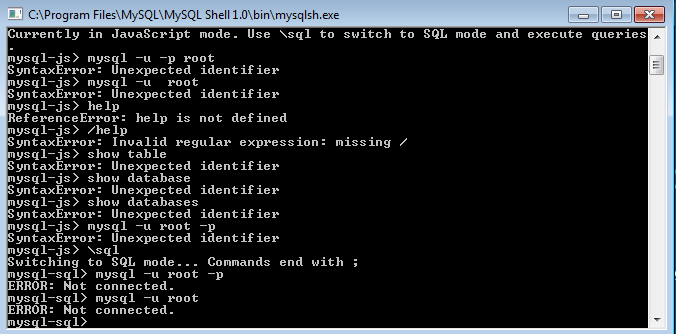 C:\Program Files\MySQL\MySQL Shell 1.0\bin\mysqlsh.exe
Currently in JavaScript mode. Use \sql to switch to SQL mode and execute queries
.
mysql-js> mysql -u -p root
SyntaxError: Unexpected identifier
mysql-js> mysql -u  root
SyntaxError: Unexpected identifier
mysql-js> help
ReferenceError: help is not defined
mysql-js> /help
SyntaxError: Invalid regular expression: missing /
mysql-js> show table
SyntaxError: Unexpected identifier
mysql-js> show database
SyntaxError: Unexpected identifier
mysql-js> show databases
SyntaxError: Unexpected identifier
mysql-js> mysql -u root -p
SyntaxError: Unexpected identifier
mysql-js> \sql
Switching to SQL mode... Commands end with ;
mysql-sql> mysql -u root -p
ERROR: Not connected.
mysql-sql> mysql -u root
ERROR: Not connected.
mysql-sql>